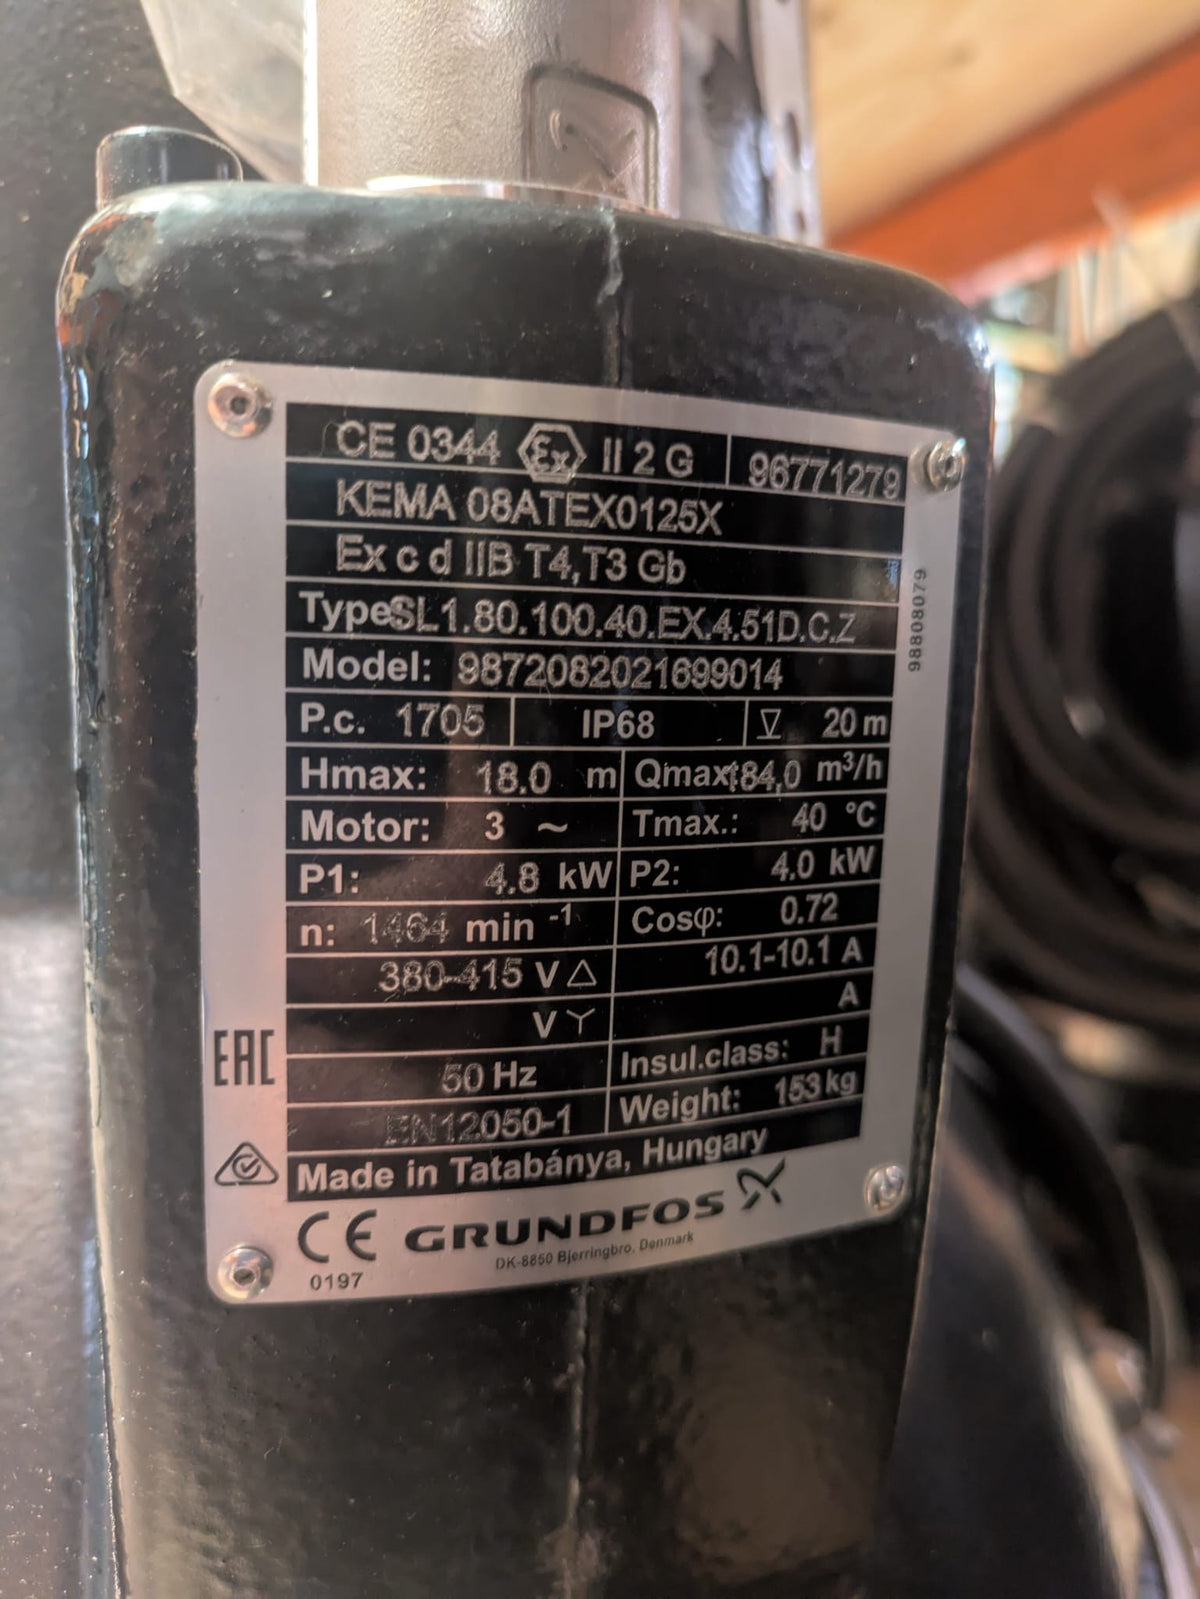 CE 0344 Ex II 2 G 96771279
KEMA 08ATEX0125X
Ex c d IIB T4,T3 Gb
Type SL1.80.100.40.EX.4.51D.C.Z
Model: 9872082021699014
P.c. 1705 IP68 20 m
Hmax: 18.0 m Qmax: 184,0 m³/h
Motor: 3 ~ Tmax.: 40 °C
P1: 4.8 kW P2: 4.0 kW
n: 1464 min -1 Cosφ: 0.72
380-415 V △ 10.1-10.1 A
V Y A
50 Hz Insul.class: H
EN12050-1 Weight: 153 kg
Made in Tatabánya, Hungary
CE GRUNDFOS
DK-8850 Bjerringbro, Denmark
0197
EAC
98808079